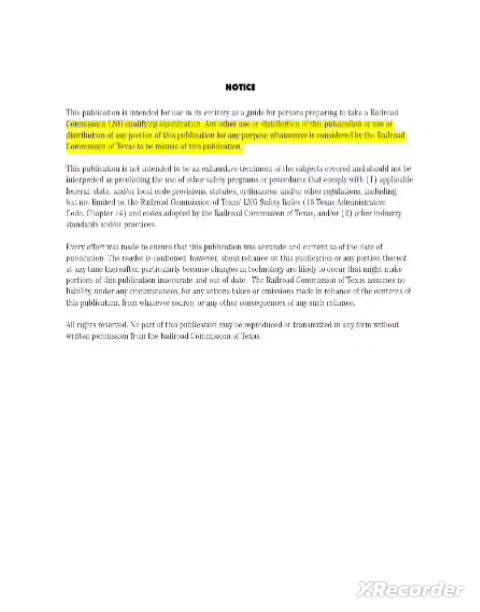 NOTICE
This publication is intended for use in its entirety as a guide for persons preparing to take a Railroad
Commission LNG qualifying examination. Any other use or distribution of this publication or use or
distribution of any portion of this publication for any purpose whatsoever is considered by the Railroad
Commission of Texas to be misuse of this publication.
This publication is not intended to be an exhaustive treatment of the subjects covered and should not be
interpreted as precluding the use of other safety programs or procedures that comply with (1) applicable
federal, state, and/or local code provisions, statutes, ordinances, and/or other regulations, including,
but not limited to, the Railroad Commission of Texas' LNG Safety Rules (16 Texas Administrative
Code, Chapter 14) and codes adopted by the Railroad Commission of Texas, and/or (2) other industry
standards and/or practices.
Every effort was made to ensure that this publication was accurate and current as of the date of
publication. The reader is cautioned, however, about reliance on this publication or any portion thereof
at any time thereafter, particularly because changes in technology are likely to occur that might make
portions of this publication inaccurate and out of date. The Railroad Commission of Texas assumes no
liability, under any circumstances, for any actions taken or omissions made in reliance of the contents of
this publication, from whatever source, or any other consequences of any such reliance.
All rights reserved. No part of this publication may be reproduced or transmitted in any form without
written permission from the Railroad Commission of Texas.
XRecorder